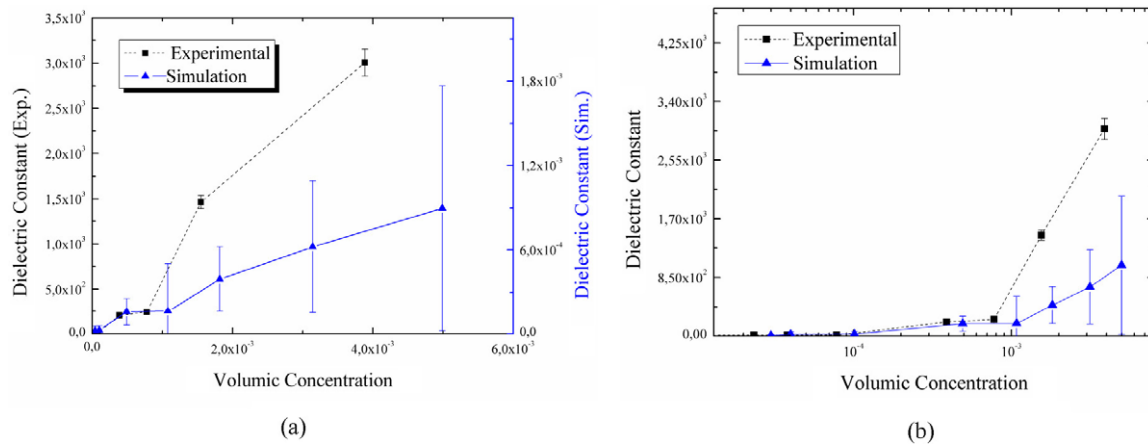 3,5x10³
3,0x10³
2,5x10³
2,0x10³
1,5x10³
1,0x10³
5,0x10²
0,0
Dielectric Constant (Exp.)
Experimental
Simulation
1,8x10⁻³
1,2x10⁻³
6,0x10⁻⁴
0,0
Dielectric Constant (Sim.)
0,0 2,0x10⁻³ 4,0x10⁻³ 6,0x10⁻³
Volumic Concentration
(a)
4,25x10³
3,40x10³
2,55x10³
1,70x10³
8,50x10²
0,00
Dielectric Constant
Experimental
Simulation
10⁻⁴ 10⁻³
Volumic Concentration
(b)